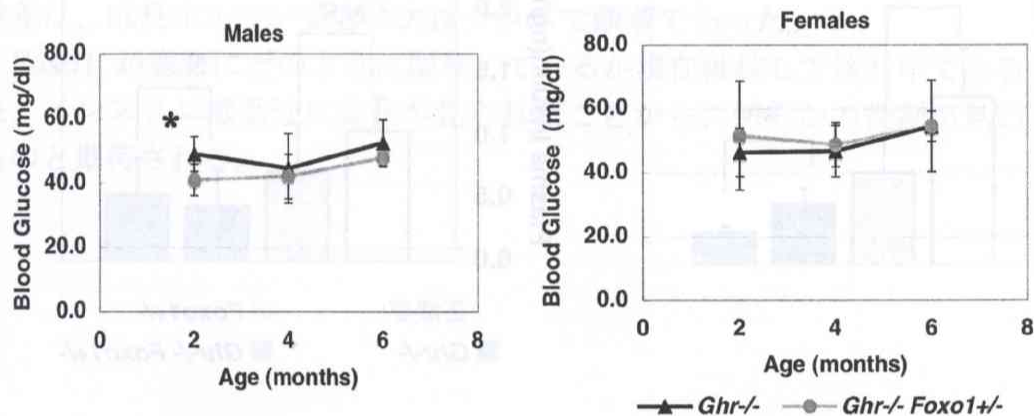 Males
80.0
60.0
40.0
20.0
0.0
Blood Glucose (mg/dl)
*
0 2 4 6 8
Age (months)
Females
80.0
60.0
40.0
20.0
0.0
Blood Glucose (mg/dl)
0 2 4 6 8
Age (months)
Ghr-/- Ghr-/- Foxo1+/-